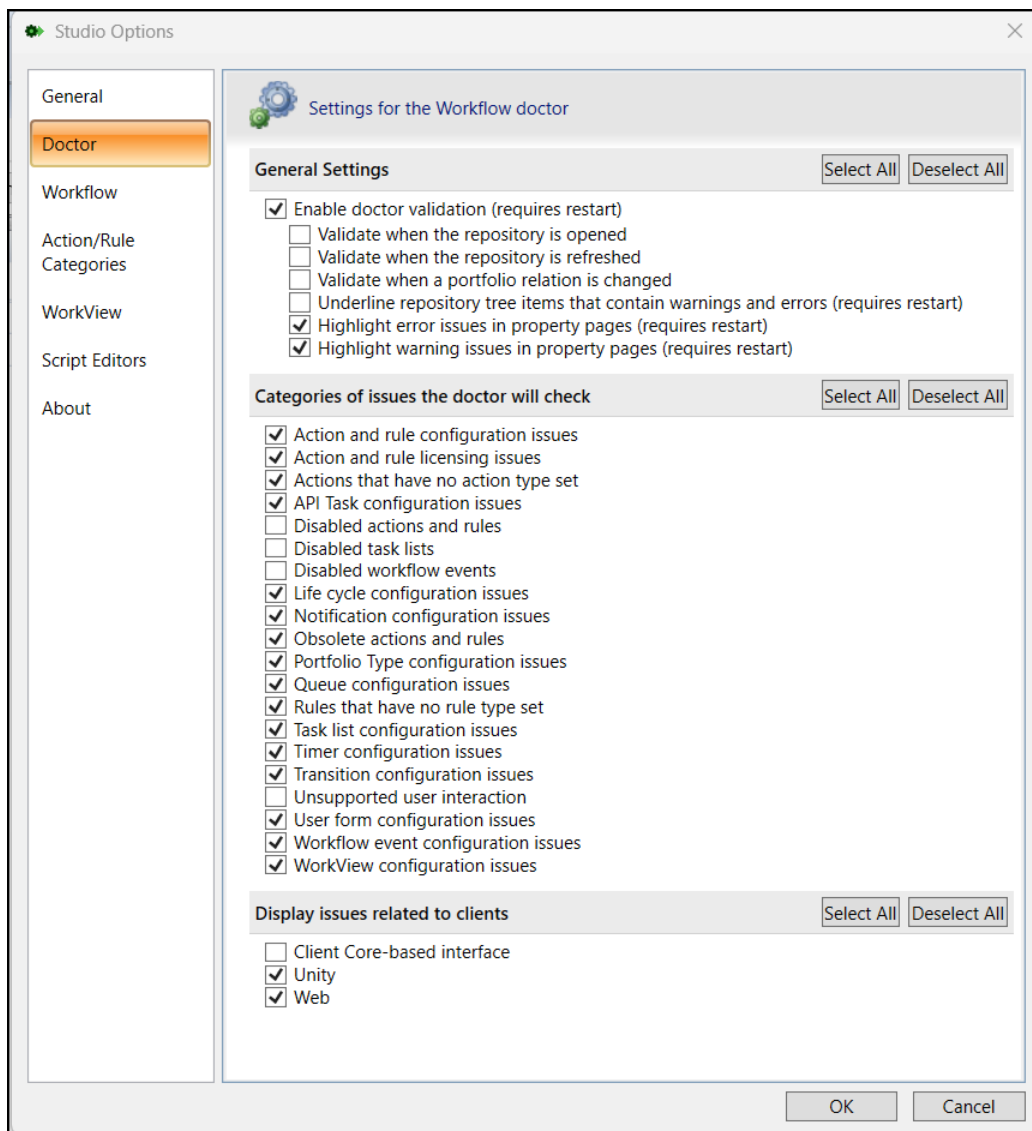 Studio Options
General
Doctor
Workflow
Action/Rule
Categories
WorkView
Script Editors
About
Settings for the Workflow doctor
General Settings
Select All
Deselect All
Enable doctor validation (requires restart)
Validate when the repository is opened
Validate when the repository is refreshed
Validate when a portfolio relation is changed
Underline repository tree items that contain warnings and errors (requires restart)
Highlight error issues in property pages (requires restart)
Highlight warning issues in property pages (requires restart)
Categories of issues the doctor will check
Select All
Deselect All
Action and rule configuration issues
Action and rule licensing issues
Actions that have no action type set
API Task configuration issues
Disabled actions and rules
Disabled task lists
Disabled workflow events
Life cycle configuration issues
Notification configuration issues
Obsolete actions and rules
Portfolio Type configuration issues
Queue configuration issues
Rules that have no rule type set
Task list configuration issues
Timer configuration issues
Transition configuration issues
Unsupported user interaction
User form configuration issues
Workflow event configuration issues
WorkView configuration issues
Display issues related to clients
Select All
Deselect All
Client Core-based interface
Unity
Web
OK
Cancel